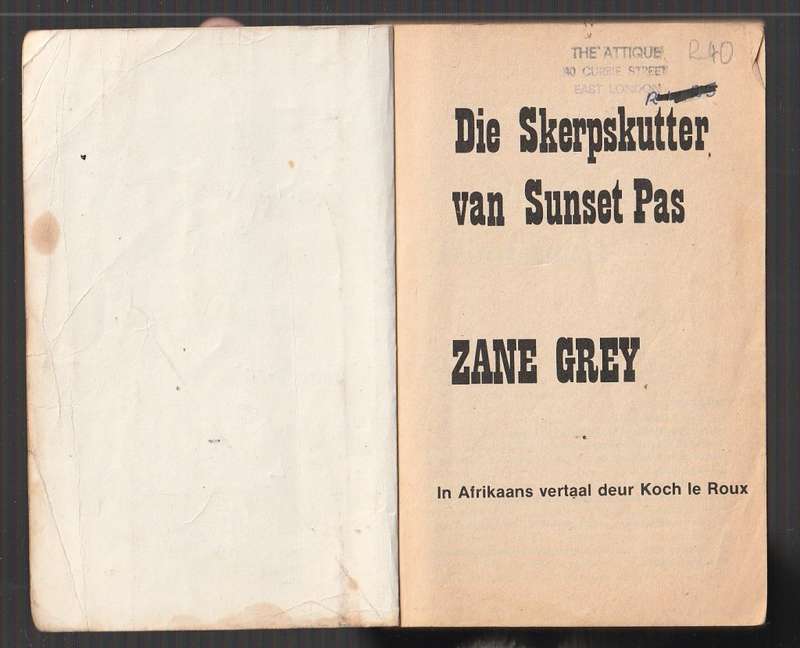 THE ATTIQUE
40 CURRIE STREET
EAST LONDON
R40
Die Skerpskutter
van Sunset Pas
ZANE GREY
In Afrikaans vertaal deur Koch le Roux